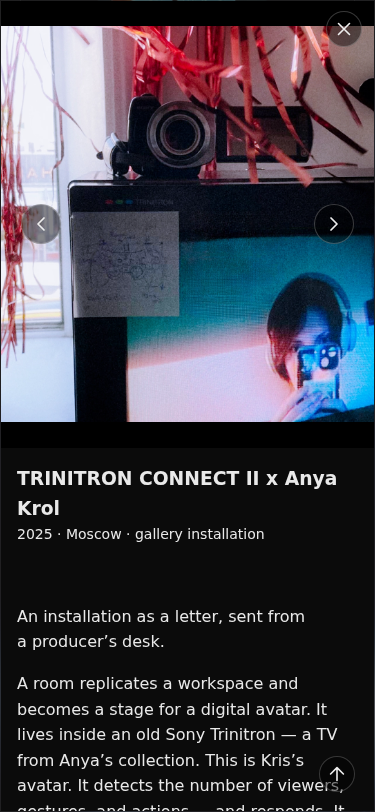 TRINITRON
TRINITRON CONNECT II x Anya
Krol
2025 · Moscow · gallery installation
An installation as a letter, sent from
a producer’s desk.
A room replicates a workspace and
becomes a stage for a digital avatar. It
lives inside an old Sony Trinitron — a TV
from Anya’s collection. This is Kris’s
avatar. It detects the number of viewers,
gestures, and actions — and responds. It